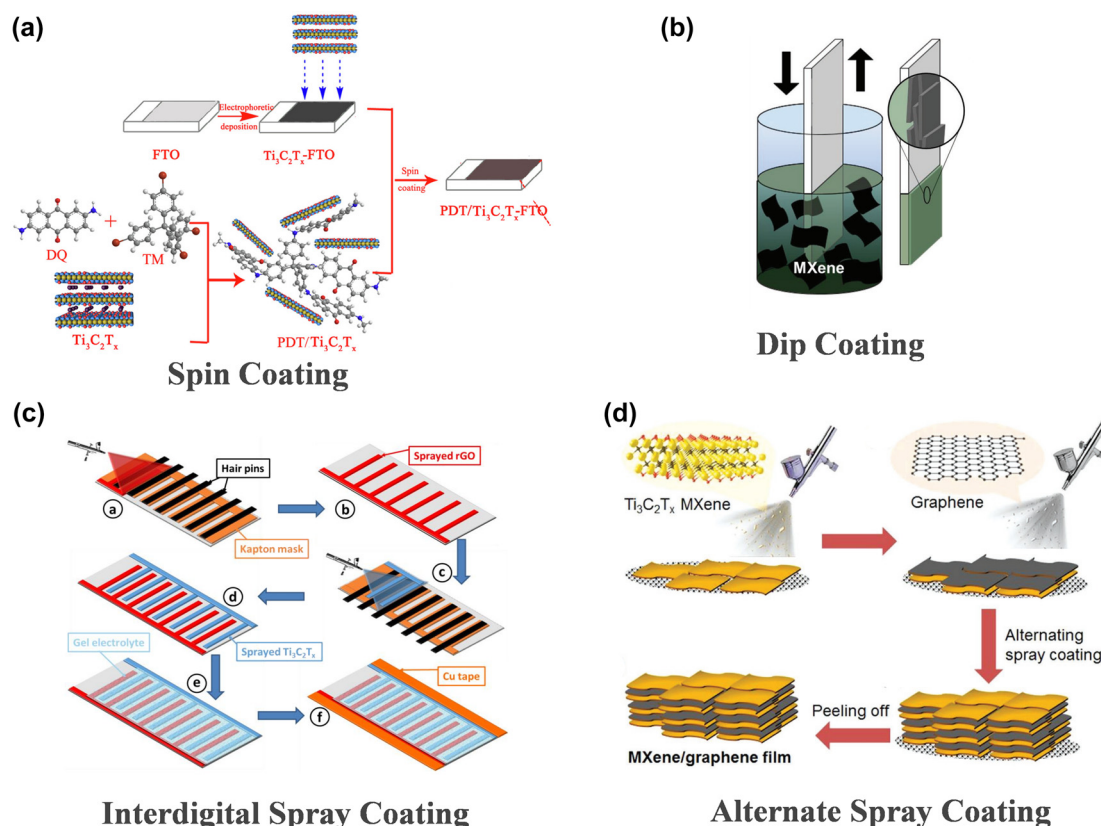 (a)
Electrophoretic
deposition
FTO
Ti₃C₂Tₓ-FTO
Spin
coating
PDT/Ti₃C₂Tₓ-FTO
+
DQ
TM
Ti₃C₂Tₓ
PDT/Ti₃C₂Tₓ
Spin Coating
(b)
MXene
Dip Coating
(c)
Hair pins
a
Kapton mask
Sprayed rGO
b
c
d
Gel electrolyte
Sprayed Ti₃C₂Tₓ
e
Cu tape
f
Interdigital Spray Coating
(d)
Ti₃C₂Tₓ MXene
Graphene
Alternating
spray coating
Peeling off
MXene/graphene film
Alternate Spray Coating